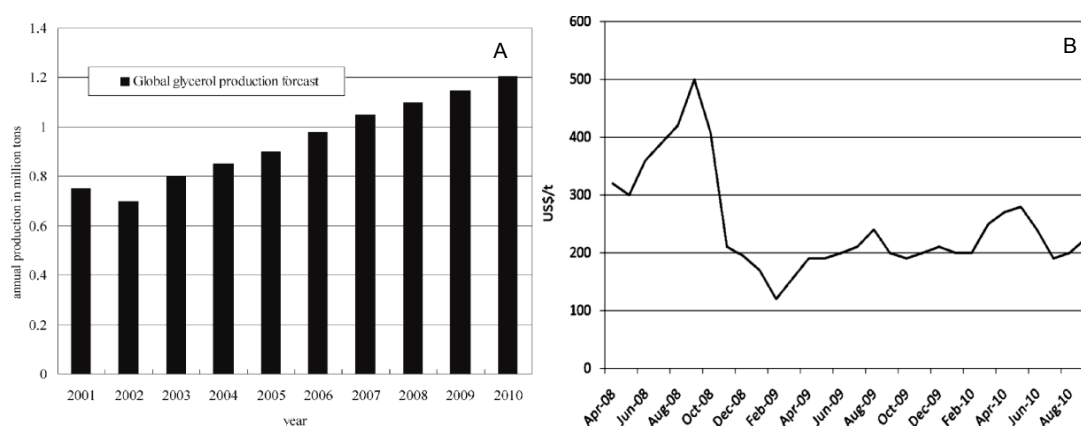 A
1.4
1.2
1
0.8
0.6
0.4
0.2
0
annual production in million tons
Global glycerol production forcast
2001 2002 2003 2004 2005 2006 2007 2008 2009 2010
year
B
600
500
400
300
200
100
0
US$/t
Apr-08 Jun-08 Aug-08 Oct-08 Dec-08 Feb-09 Apr-09 Jun-09 Aug-09 Oct-09 Dec-09 Feb-10 Apr-10 Jun-10 Aug-10